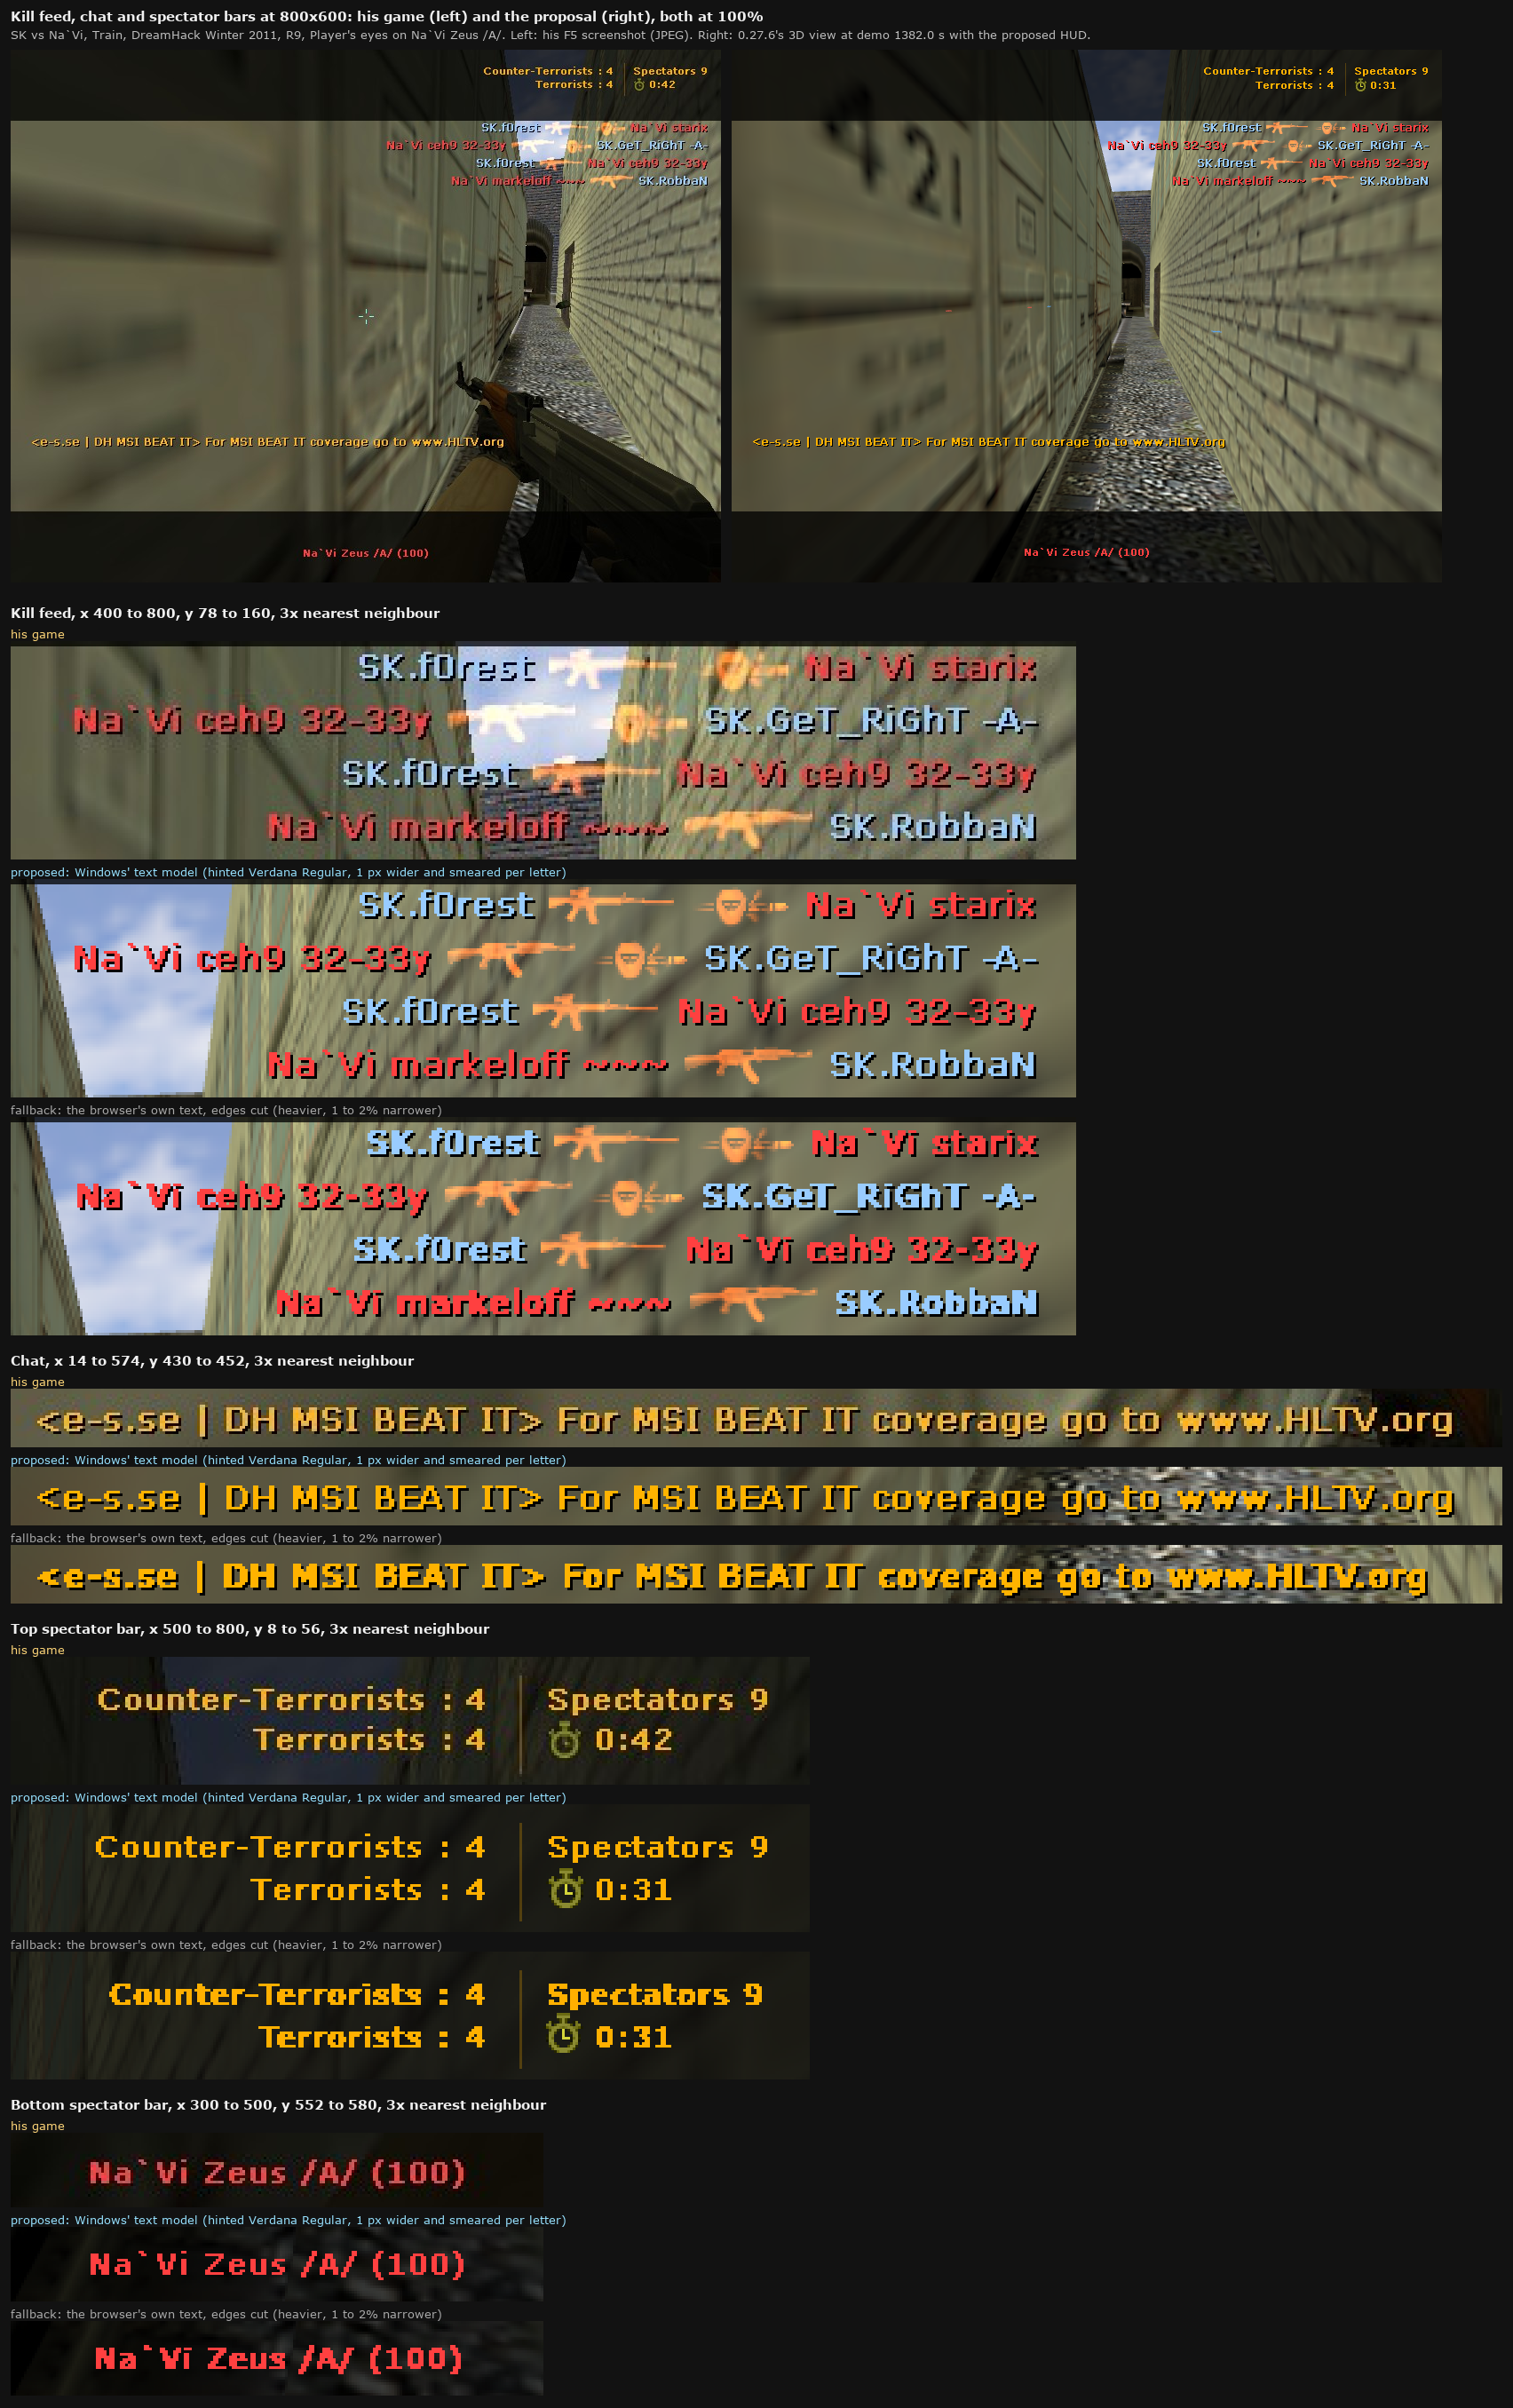 Kill feed, chat and spectator bars at 800x600: his game (left) and the proposal (right), both at 100%
SK vs Na`Vi, Train, DreamHack Winter 2011, R9, Player's eyes on Na`Vi Zeus /A/. Left: his F5 screenshot (JPEG). Right: 0.27.6's 3D view at demo 1382.0 s with the proposed HUD.
Counter-Terrorists : 4
Spectators 9
Terrorists : 4
0:42
SK.f0rest Na`Vi starix
Na`Vi ceh9 32-33y SK.GeT_RiGhT -A-
SK.f0rest Na`Vi ceh9 32-33y
Na`Vi markeloff ~~~ SK.RobbaN
<e-s.se | DH MSI BEAT IT> For MSI BEAT IT coverage go to www.HLTV.org
Na`Vi Zeus /A/ (100)
Counter-Terrorists : 4
Spectators 9
Terrorists : 4
0:31
SK.f0rest Na`Vi starix
Na`Vi ceh9 32-33y SK.GeT_RiGhT -A-
SK.f0rest Na`Vi ceh9 32-33y
Na`Vi markeloff ~~~ SK.RobbaN
<e-s.se | DH MSI BEAT IT> For MSI BEAT IT coverage go to www.HLTV.org
Na`Vi Zeus /A/ (100)
Kill feed, x 400 to 800, y 78 to 160, 3x nearest neighbour
his game
SK.f0rest Na`Vi starix
Na`Vi ceh9 32-33y SK.GeT_RiGhT -A-
SK.f0rest Na`Vi ceh9 32-33y
Na`Vi markeloff ~~~ SK.RobbaN
proposed: Windows' text model (hinted Verdana Regular, 1 px wider and smeared per letter)
SK.f0rest Na`Vi starix
Na`Vi ceh9 32-33y SK.GeT_RiGhT -A-
SK.f0rest Na`Vi ceh9 32-33y
Na`Vi markeloff ~~~ SK.RobbaN
fallback: the browser's own text, edges cut (heavier, 1 to 2% narrower)
SK.f0rest Na`Vi starix
Na`Vi ceh9 32-33y SK.GeT_RiGhT -A-
SK.f0rest Na`Vi ceh9 32-33y
Na`Vi markeloff ~~~ SK.RobbaN
Chat, x 14 to 574, y 430 to 452, 3x nearest neighbour
his game
<e-s.se | DH MSI BEAT IT> For MSI BEAT IT coverage go to www.HLTV.org
proposed: Windows' text model (hinted Verdana Regular, 1 px wider and smeared per letter)
<e-s.se | DH MSI BEAT IT> For MSI BEAT IT coverage go to www.HLTV.org
fallback: the browser's own text, edges cut (heavier, 1 to 2% narrower)
<e-s.se | DH MSI BEAT IT> For MSI BEAT IT coverage go to www.HLTV.org
Top spectator bar, x 500 to 800, y 8 to 56, 3x nearest neighbour
his game
Counter-Terrorists : 4
Spectators 9
Terrorists : 4
0:42
proposed: Windows' text model (hinted Verdana Regular, 1 px wider and smeared per letter)
Counter-Terrorists : 4
Spectators 9
Terrorists : 4
0:31
fallback: the browser's own text, edges cut (heavier, 1 to 2% narrower)
Counter-Terrorists : 4
Spectators 9
Terrorists : 4
0:31
Bottom spectator bar, x 300 to 500, y 552 to 580, 3x nearest neighbour
his game
Na`Vi Zeus /A/ (100)
proposed: Windows' text model (hinted Verdana Regular, 1 px wider and smeared per letter)
Na`Vi Zeus /A/ (100)
fallback: the browser's own text, edges cut (heavier, 1 to 2% narrower)
Na`Vi Zeus /A/ (100)